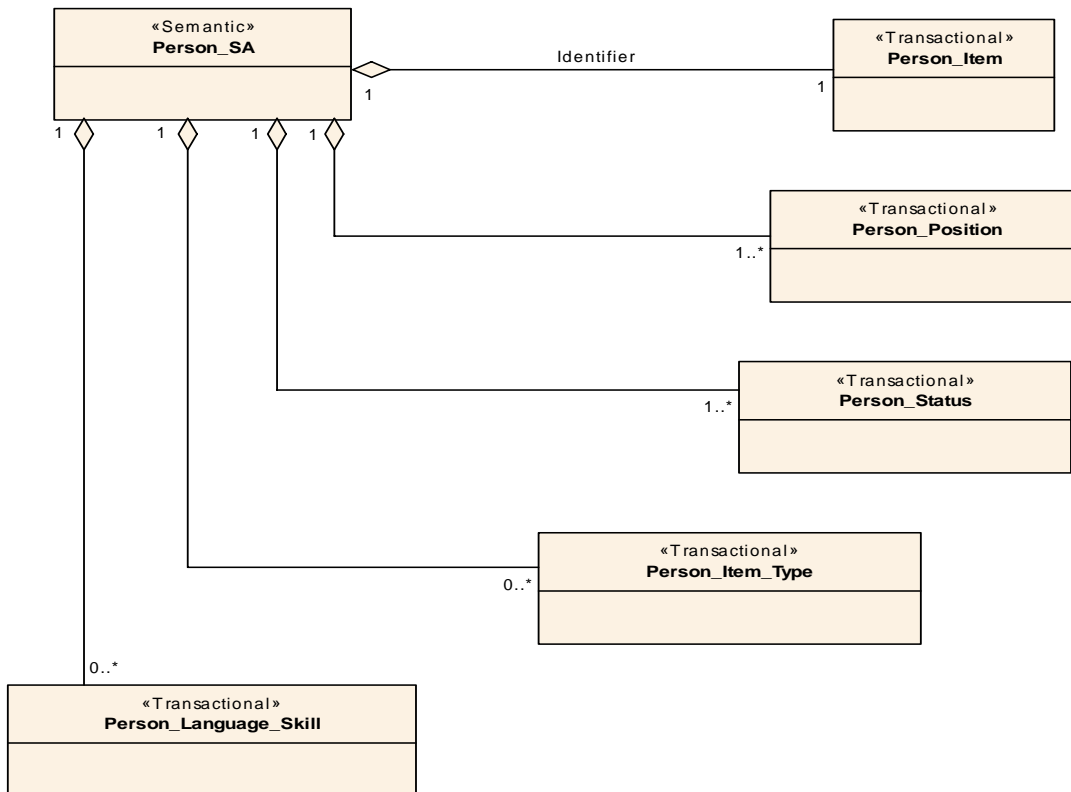 «Semantic»
Person_SA
«Transactional»
Person_Item
Identifier
1
1
1
1
1
1
«Transactional»
Person_Position
1..*
«Transactional»
Person_Status
1..*
«Transactional»
Person_Item_Type
0..*
0..*
«Transactional»
Person_Language_Skill